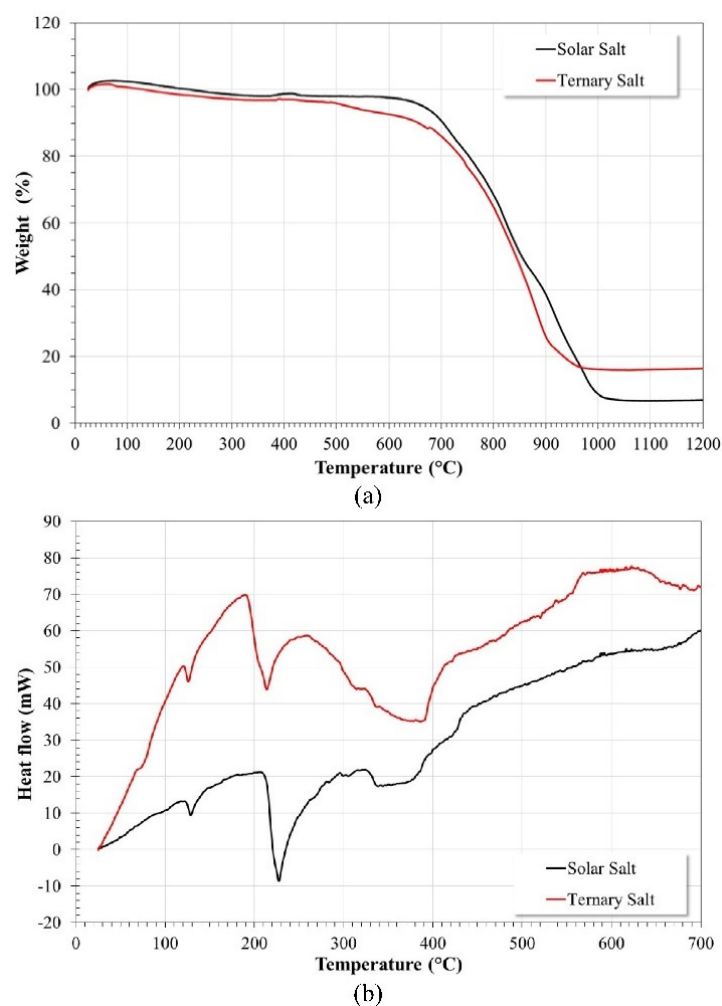 120
100
80
60
40
20
0
Weight (%)
Solar Salt
Ternary Salt
0 100 200 300 400 500 600 700 800 900 1000 1100 1200
Temperature (°C)
(a)
90
80
70
60
50
40
30
20
10
0
-10
-20
Heat flow (mW)
Solar Salt
Ternary Salt
0 100 200 300 400 500 600 700
Temperature (°C)
(b)